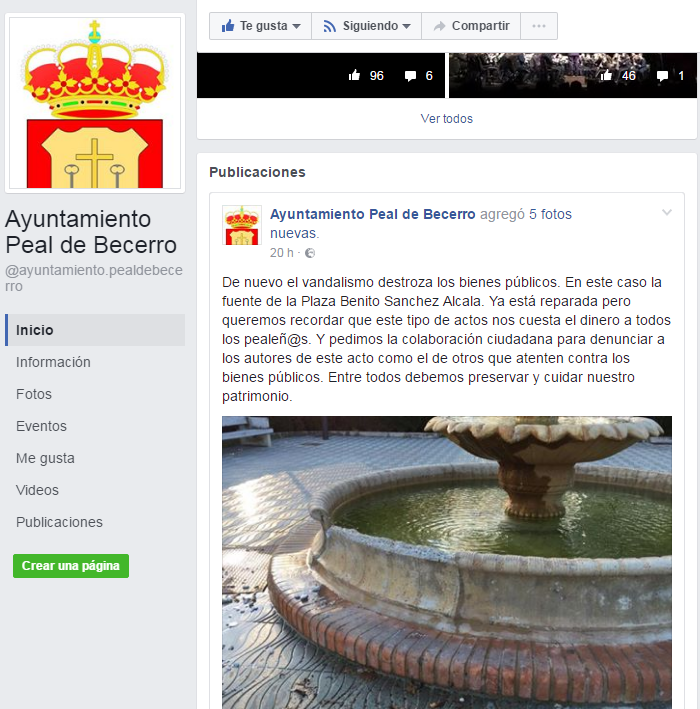 Te gusta
Siguiendo
Compartir
96
6
46
1
Ver todos
Ayuntamiento
Peal de Becerro
@ayuntamiento.pealdebece
rro
Inicio
Información
Fotos
Eventos
Me gusta
Videos
Publicaciones
Crear una página
Publicaciones
Ayuntamiento Peal de Becerro agregó 5 fotos
nuevas.
20 h ·
De nuevo el vandalismo destroza los bienes públicos. En este caso la
fuente de la Plaza Benito Sanchez Alcala. Ya está reparada pero
queremos recordar que este tipo de actos nos cuesta el dinero a todos
los pealeñ@s. Y pedimos la colaboración ciudadana para denunciar a
los autores de este acto como el de otros que atenten contra los
bienes públicos. Entre todos debemos preservar y cuidar nuestro
patrimonio.